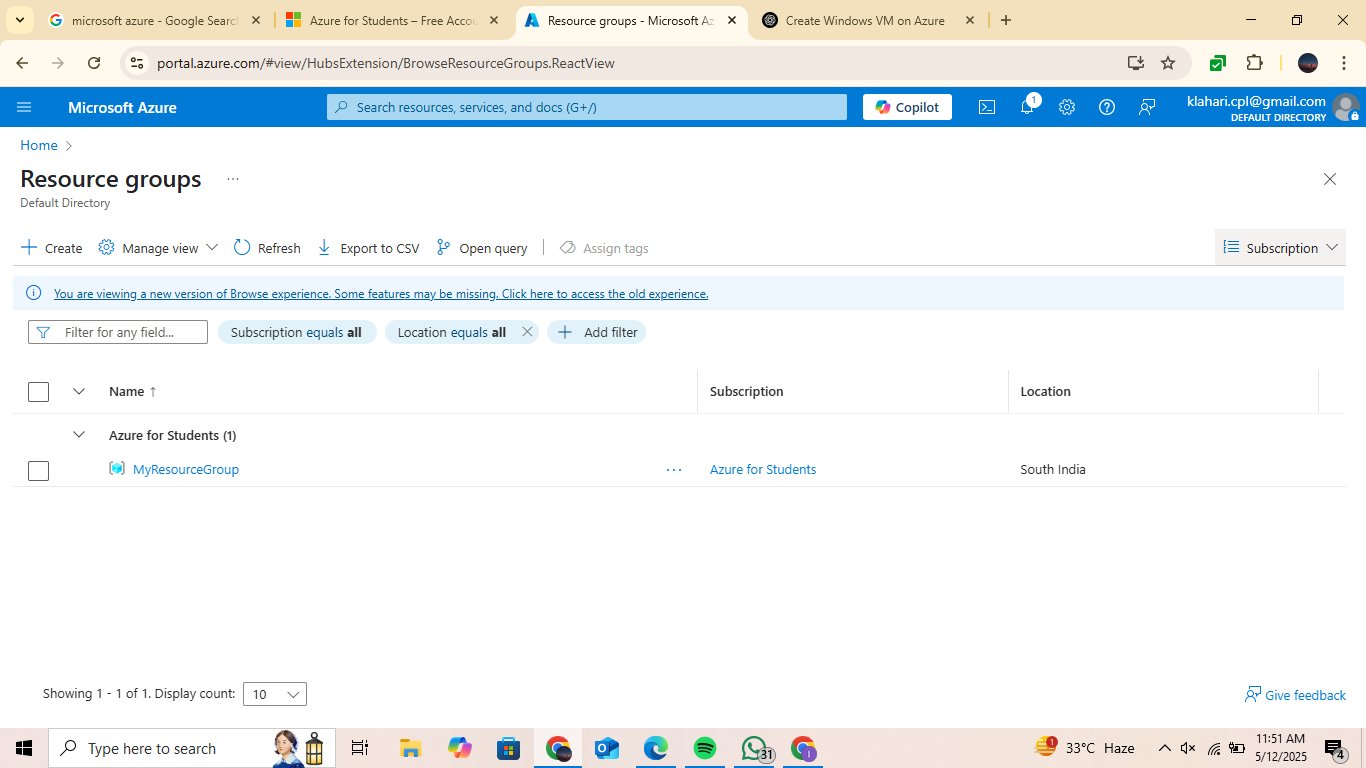 microsoft azure - Google Search
Azure for Students – Free Accou
Resource groups - Microsoft Az
Create Windows VM on Azure
portal.azure.com/#view/HubsExtension/BrowseResourceGroups.ReactView
Microsoft Azure
Search resources, services, and docs (G+/)
Copilot
1
klahari.cpl@gmail.com
DEFAULT DIRECTORY
Home
Resource groups ...
Default Directory
Create Manage view Refresh Export to CSV Open query Assign tags Subscription
You are viewing a new version of Browse experience. Some features may be missing. Click here to access the old experience.
Filter for any field... Subscription equals all Location equals all Add filter
Name ↑ Subscription Location
Azure for Students (1)
MyResourceGroup ... Azure for Students South India
Showing 1 - 1 of 1. Display count: 10
Give feedback
Type here to search
31
1
33°C Haze
11:51 AM
5/12/2025
4